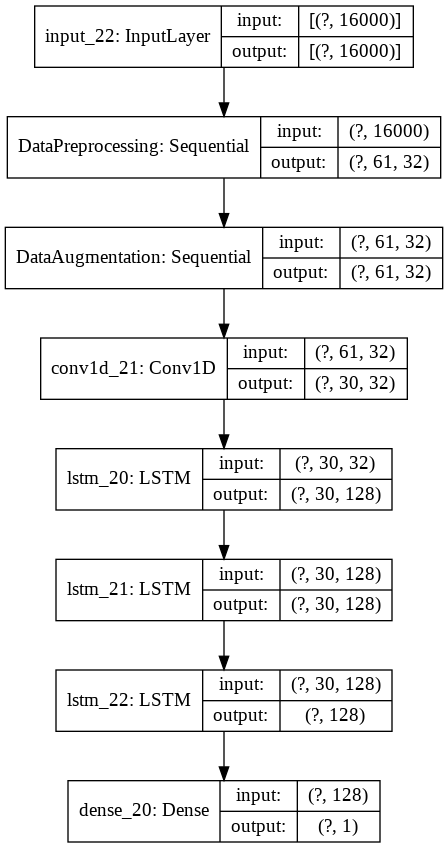 input_22: InputLayer
input: [(?, 16000)]
output: [(?, 16000)]
DataPreprocessing: Sequential
input: (?, 16000)
output: (?, 61, 32)
DataAugmentation: Sequential
input: (?, 61, 32)
output: (?, 61, 32)
conv1d_21: Conv1D
input: (?, 61, 32)
output: (?, 30, 32)
lstm_20: LSTM
input: (?, 30, 32)
output: (?, 30, 128)
lstm_21: LSTM
input: (?, 30, 128)
output: (?, 30, 128)
lstm_22: LSTM
input: (?, 30, 128)
output: (?, 128)
dense_20: Dense
input: (?, 128)
output: (?, 1)